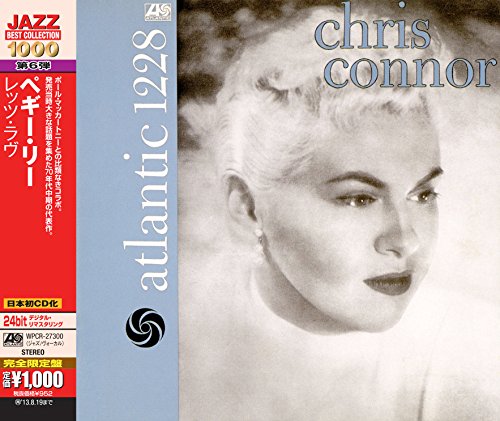 JAZZ
BEST COLLECTION
1000
第6弾
ペギー・リー
レッツ・ラヴ
ポール・マッカートニーとの比類なきコラボ。
発売当時大きな話題を集めた70年代中期の代表作。
日本初CD化
24bit デジタル・
リマスタリング
WPCR-27300
(ジャズ/ヴォーカル)
STEREO
完全限定盤
定価¥1,000
税抜価格¥952
'13.8.19まで
atlantic 1228
chris
connor